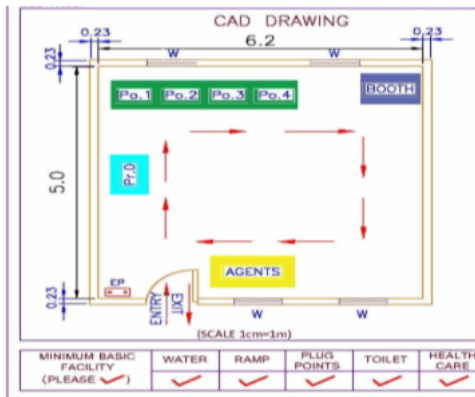 CAD DRAWING
0.23 6.2 0.23
W W
0.23
Po.1 Po.2 Po.3 Po.4 BOOTH
5.0
Pr.O
EP
AGENTS
0.23
ENTRY
EXIT
W W
(SCALE 1cm=1m)
MINIMUM BASIC FACILITY (PLEASE ✓)
WATER
RAMP
PLUG POINTS
TOILET
HEALTH CARE